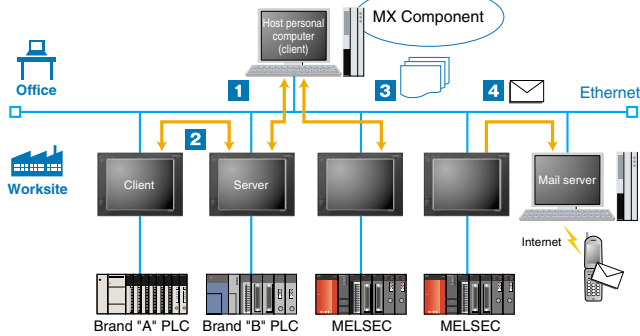 Host personal
computer
(client)
MX Component
Office
1
3
4
Ethernet
2
Worksite
Client
Server
Mail server
Internet
Brand "A" PLC
Brand "B" PLC
MELSEC
MELSEC